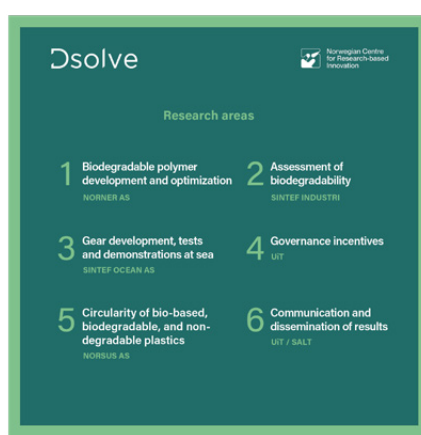 Dsolve
Norwegian Centre
for Research-based
Innovation
Research areas
1
Biodegradable polymer
development and optimization
NORNER AS
2
Assessment of
biodegradability
SINTEF INDUSTRI
3
Gear development, tests
and demonstrations at sea
SINTEF OCEAN AS
4
Governance incentives
UiT
5
Circularity of bio-based,
biodegradable, and non-
degradable plastics
NORSUS AS
6
Communication and
dissemination of results
UiT / SALT